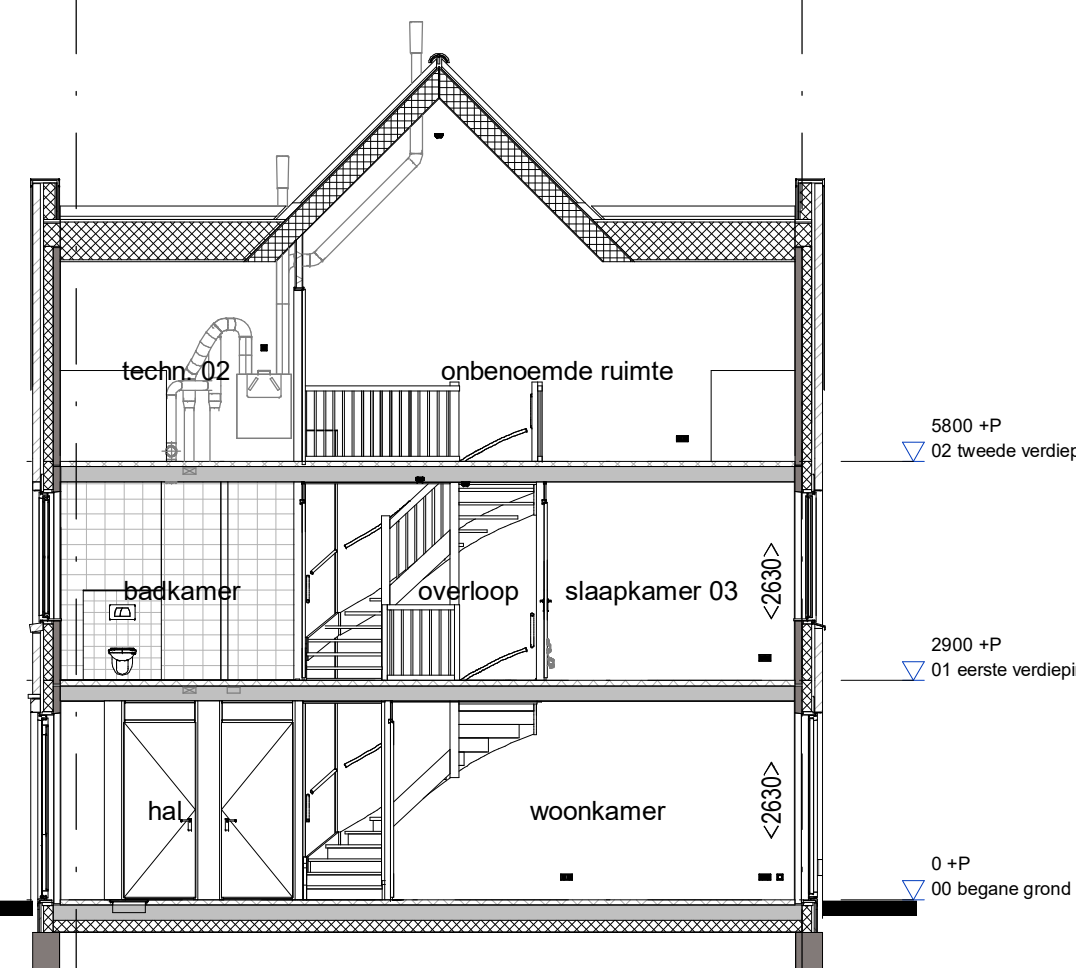 techn. 02
onbenoemde ruimte
5800 +P
02 tweede verdiep
badkamer
overloop
slaapkamer 03
<2630>
2900 +P
01 eerste verdiepi
hal
woonkamer
<2630>
0 +P
00 begane grond